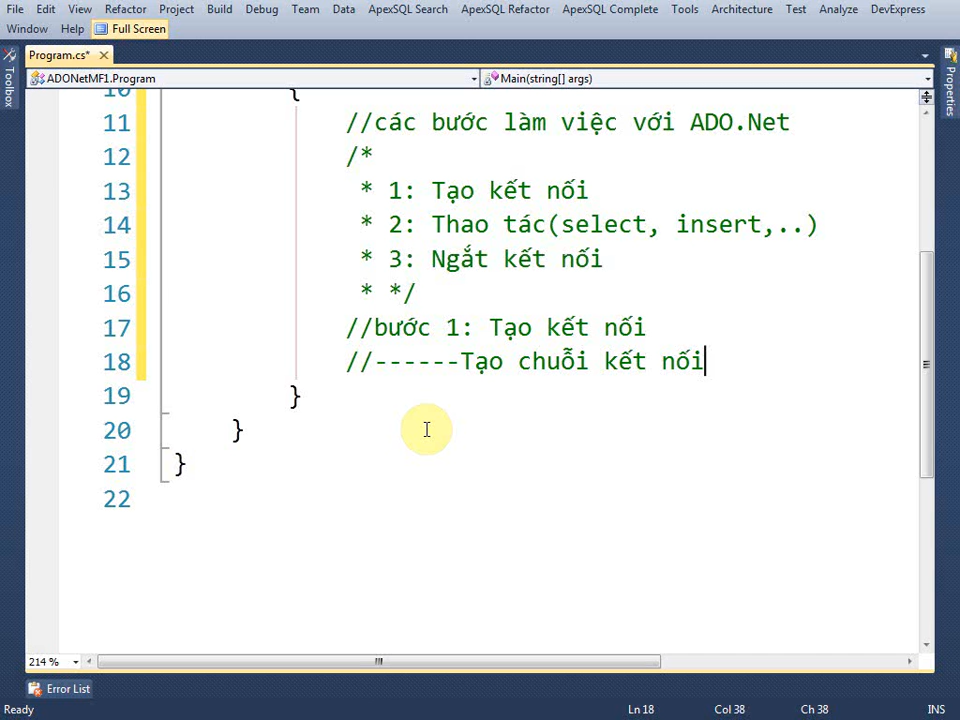 File Edit View Refactor Project Build Debug Team Data ApexSQL Search ApexSQL Refactor ApexSQL Complete Tools Architecture Test Analyze DevExpress
Window Help Full Screen
Program.cs*
Toolbox
Properties
ADONetMF1.Program Main(string[] args)
10 {
11 //các bước làm việc với ADO.Net
12 /*
13 * 1: Tạo kết nối
14 * 2: Thao tác(select, insert,..)
15 * 3: Ngắt kết nối
16 * */
17 //bước 1: Tạo kết nối
18 //------Tạo chuỗi kết nối
19 }
20 }
21 }
22
214 %
Error List
Ready Ln 18 Col 38 Ch 38 INS